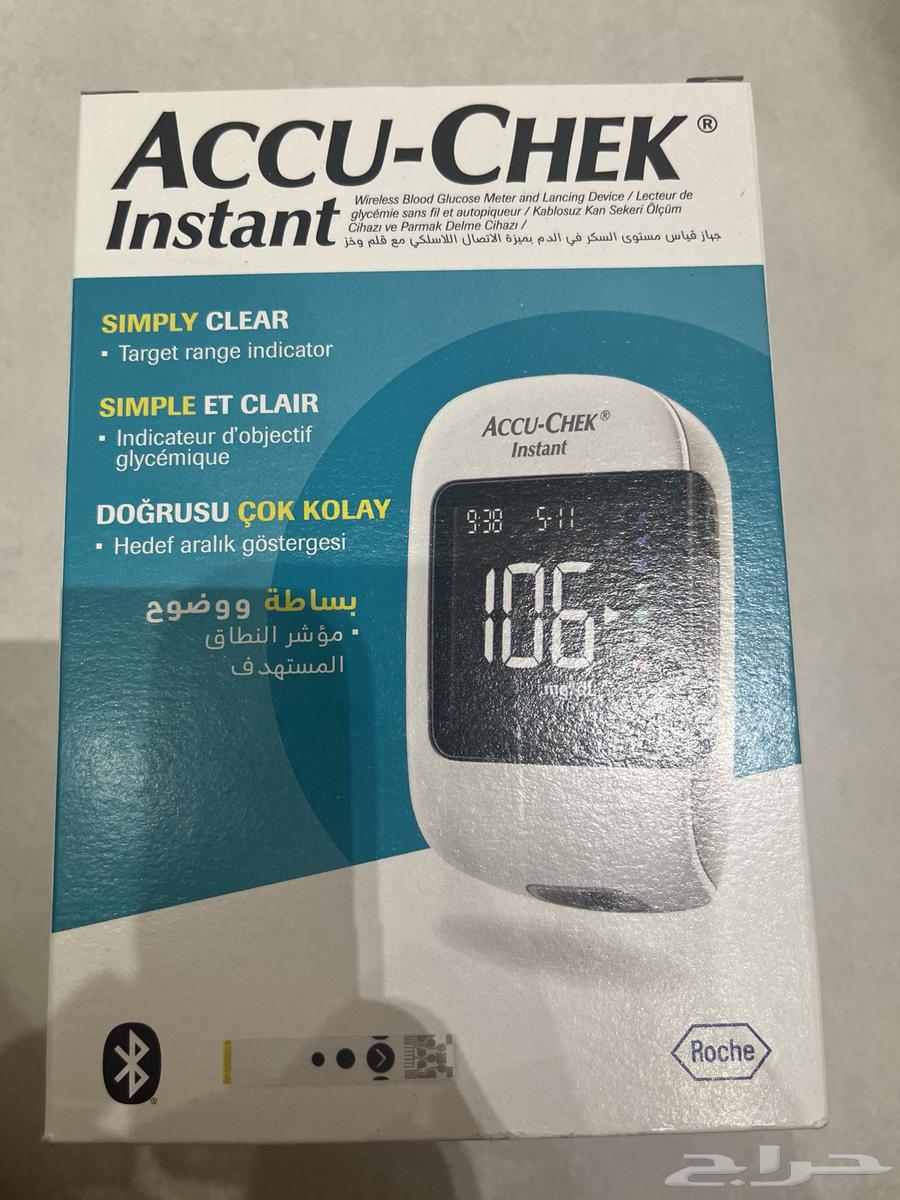 ACCU-CHEK®
Instant
Wireless Blood Glucose Meter and Lancing Device / Lecteur de
glycémie sans fil et autopiqueur / Kablosuz Kan Sekeri Ölçüm
Cihazı ve Parmak Delme Cihazı /
جهاز قياس مستوى السكر في الدم بميزة الاتصال اللاسلكي مع قلم وخز
SIMPLY CLEAR
▪ Target range indicator
SIMPLE ET CLAIR
▪ Indicateur d'objectif
glycémique
DOĞRUSU ÇOK KOLAY
▪ Hedef aralık göstergesi
بساطة ووضوح
▪ مؤشر النطاق
المستهدف
ACCU-CHEK®
Instant
9:38 5-11
106
mg/dL
Roche
حراج